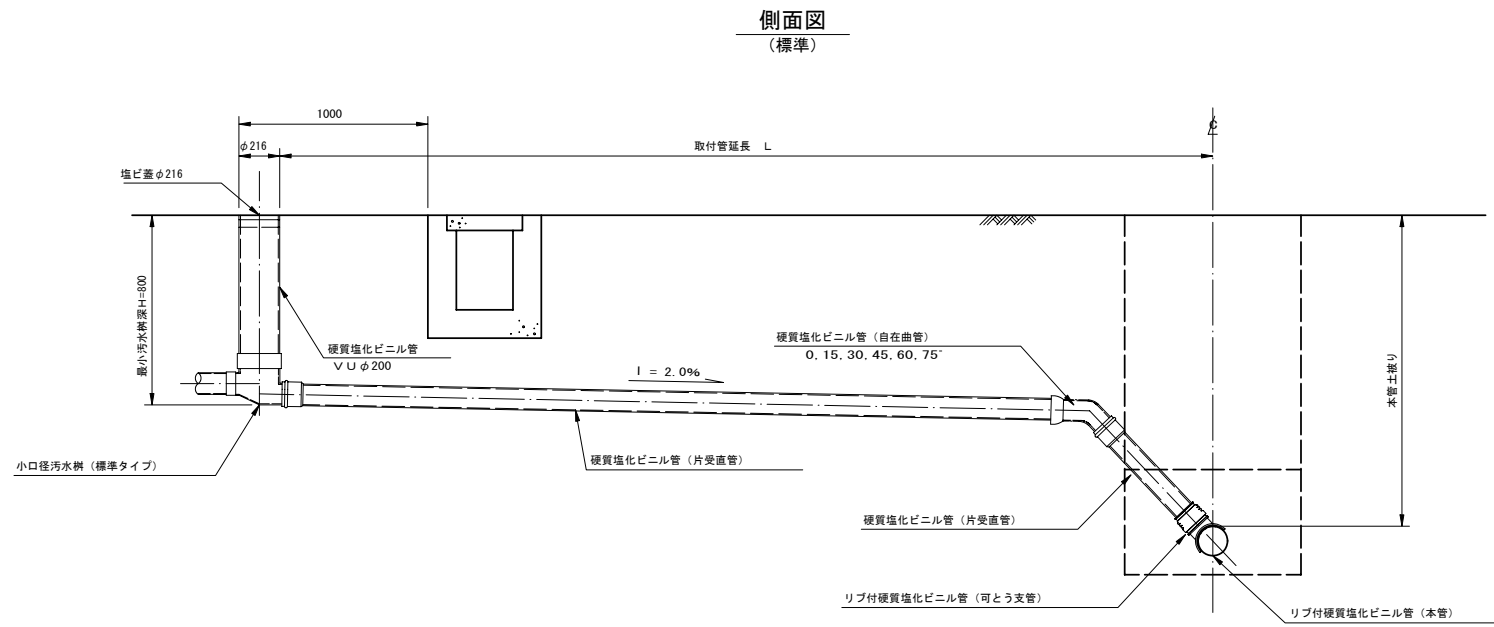 側面図
(標準)
1000
φ216
取付管延長 L
塩ビ蓋φ216
最小汚水桝深H=800
硬質塩化ビニル管
VUφ200
I = 2.0%
硬質塩化ビニル管(自在曲管)
0,15,30,45,60,75°
本管土被り
小口径汚水桝(標準タイプ)
硬質塩化ビニル管(片受直管)
硬質塩化ビニル管(片受直管)
リブ付硬質塩化ビニル管(可とう支管)
リブ付硬質塩化ビニル管(本管)